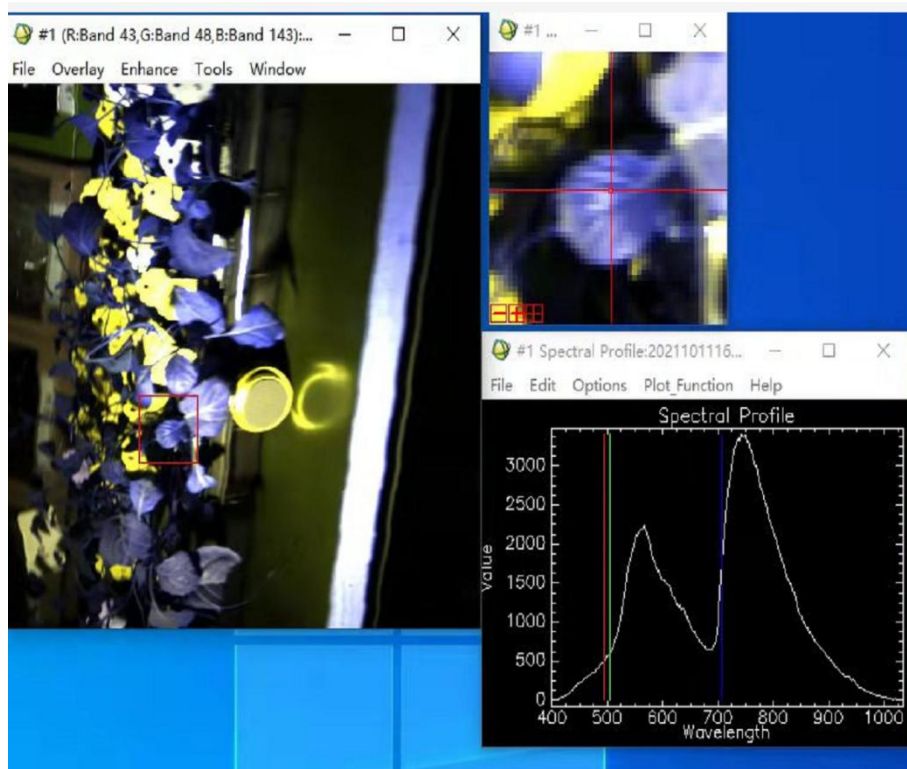 #1 (R:Band 43,G:Band 48,B:Band 143):...
File Overlay Enhance Tools Window
#1 ...
#1 Spectral Profile:2021101116...
File Edit Options Plot_Function Help
Spectral Profile
Value
3000
2500
2000
1500
1000
500
0
400 500 600 700 800 900 1000
Wavelength